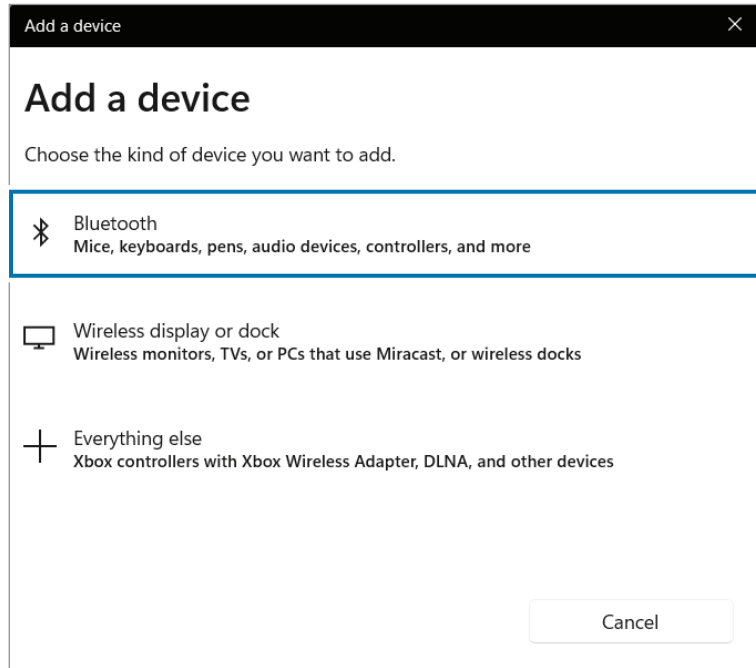 Add a device
Add a device
Choose the kind of device you want to add.
Bluetooth
Mice, keyboards, pens, audio devices, controllers, and more
Wireless display or dock
Wireless monitors, TVs, or PCs that use Miracast, or wireless docks
Everything else
Xbox controllers with Xbox Wireless Adapter, DLNA, and other devices
Cancel